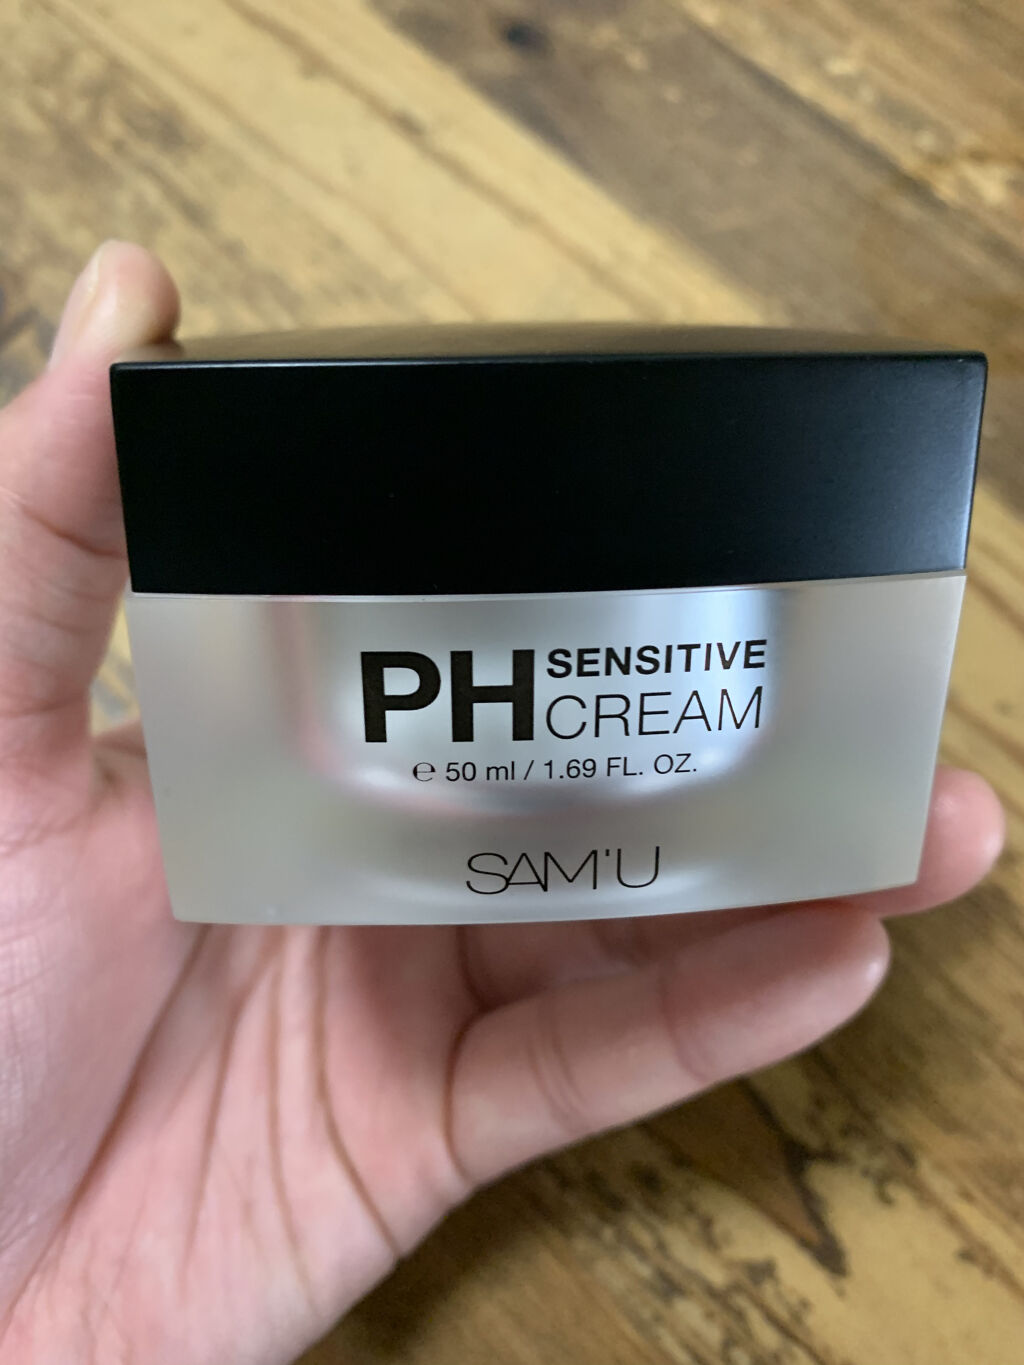 PH SENSITIVE
CREAM
℮ 50 ml / 1.69 FL. OZ.
SAM'U